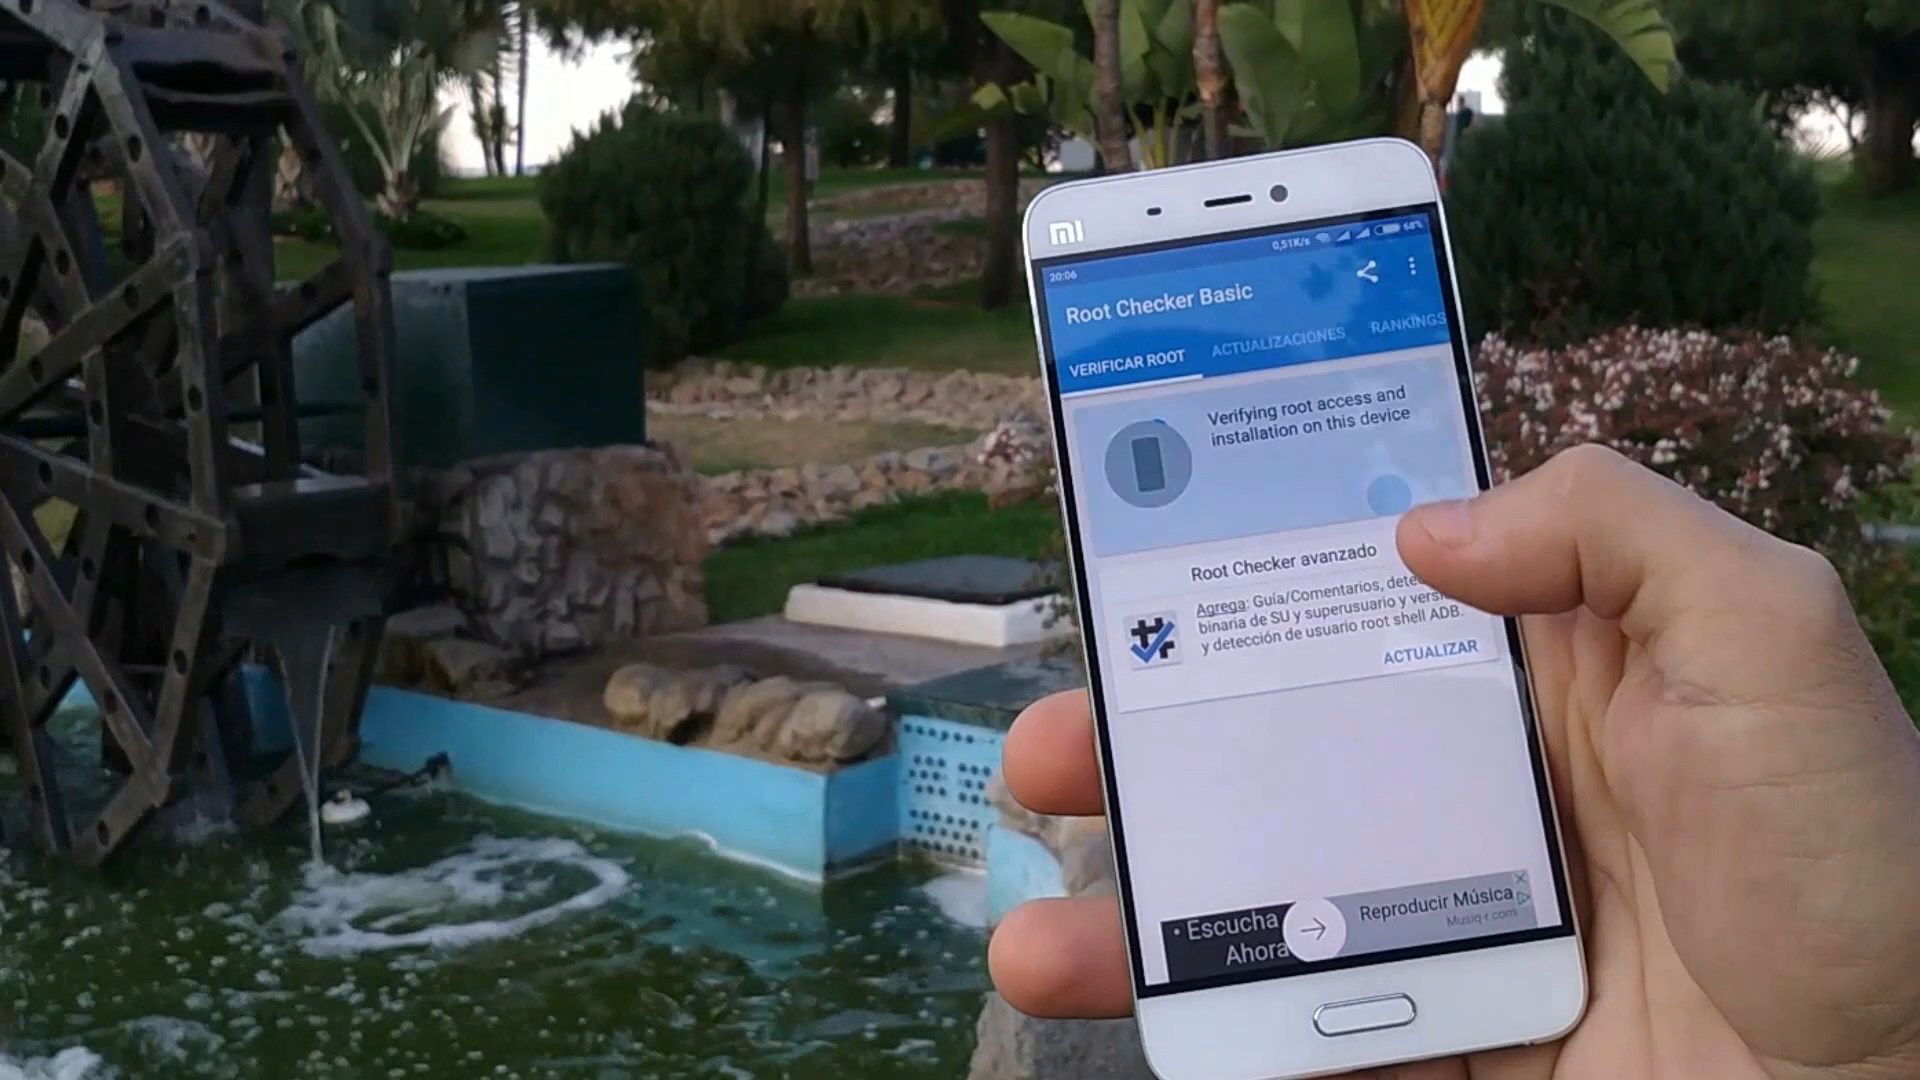 mi
20:06 0,51K/s 68%
Root Checker Basic
VERIFICAR ROOT ACTUALIZACIONES RANKINGS
Verifying root access and
installation on this device
Root Checker avanzado
Agrega: Guía/Comentarios,
binaria de SU y superusuario y
y detección de usuario root shell ADB.
ACTUALIZAR
• Escucha
Ahora
Reproducir Música
Musiq-r.com